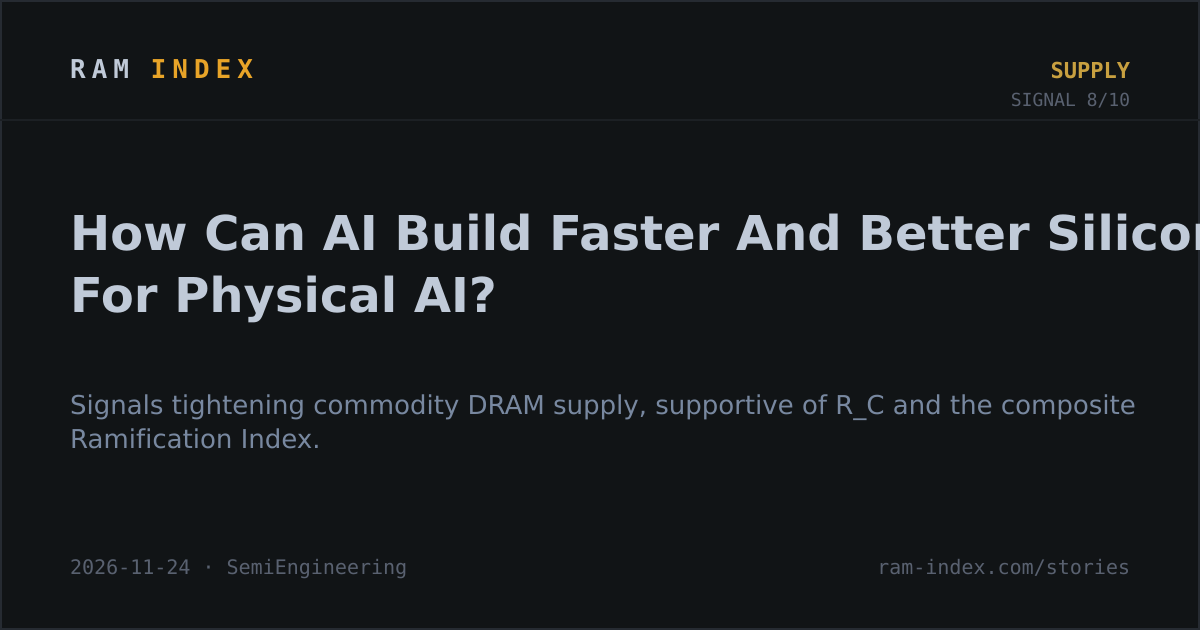 RAM INDEX
SUPPLY
SIGNAL 8/10
How Can AI Build Faster And Better Silicon
For Physical AI?
Signals tightening commodity DRAM supply, supportive of R_C and the composite
Ramification Index.
2026-11-24 · SemiEngineering
ram-index.com/stories